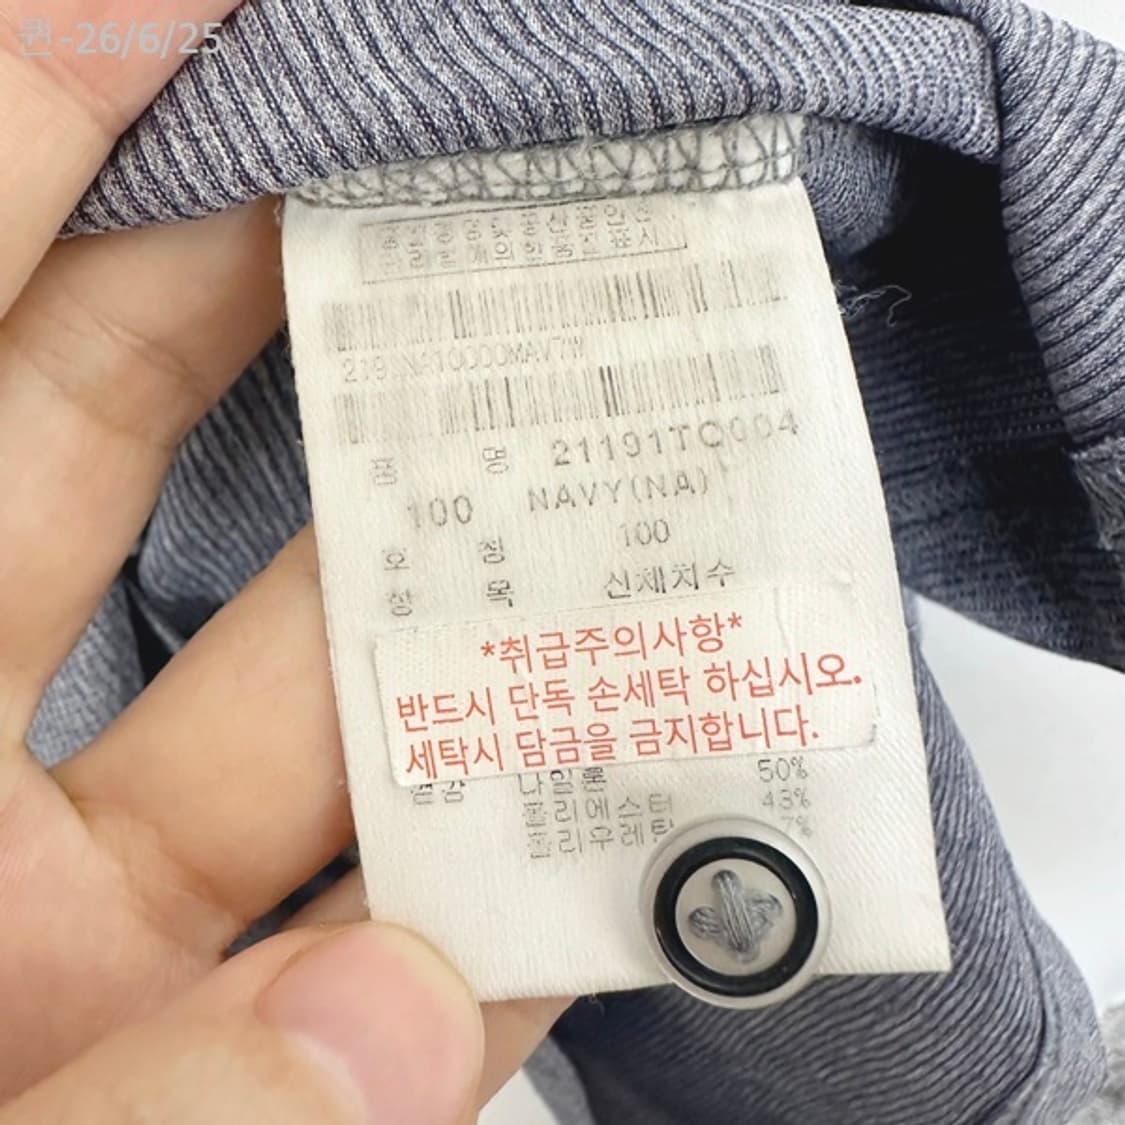 퀸-26/6/25
품 명 21191TC004
100 NAVY(NA)
호 칭 100
항 목 신체치수
*취급주의사항*
반드시 단독 손세탁 하십시오.
세탁시 담금을 금지합니다.
겉감 나일론 50%
폴리에스터 43%
폴리우레탄 7%